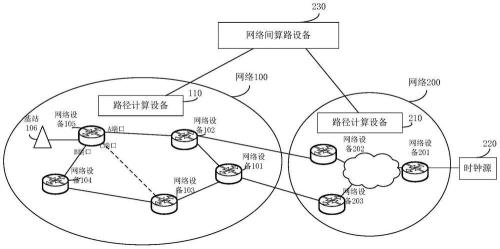 230
网络间算路设备
网络100
110
路径计算设备
网络200
基站
106
网络设
备105
A端口
B端口
C端口
网络设备
102
路径计算设备
210
网络设
备202
网络设
备201
220
时钟源
网络设
备104
网络设
备103
网络设
备101
网络设
备203